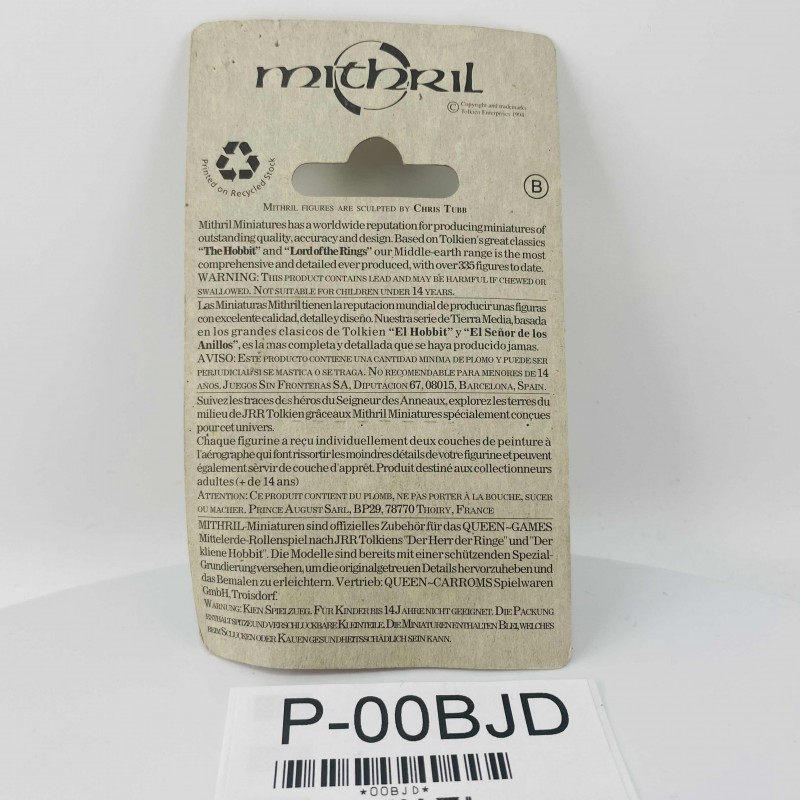 mithril
© Copyright and trademarks
Tolkien Enterprises 1994
Printed on Recycled Stock
B
MITHRIL FIGURES ARE SCULPTED BY CHRIS TUBB
Mithril Miniatures has a worldwide reputation for producing miniatures of
outstanding quality, accuracy and design. Based on Tolkien's great classics
“The Hobbit” and “Lord of the Rings” our Middle-earth range is the most
comprehensive and detailed ever produced, with over 335 figures to date.
WARNING: THIS PRODUCT CONTAINS LEAD AND MAY BE HARMFUL IF CHEWED OR
SWALLOWED. NOT SUITABLE FOR CHILDREN UNDER 14 YEARS.
Las Miniaturas Mithril tienen la reputacion mundial de producir unas figuras
con excelente calidad, detalle y diseño. Nuestra serie de Tierra Media, basada
en los grandes clasicos de Tolkien “El Hobbit” y “El Señor de los
Anillos”, es la mas completa y detallada que se haya producido jamas.
AVISO: ESTE PRODUCTO CONTIENE UNA CANTIDAD MINIMA DE PLOMO Y PUEDE SER
PERJUDICIAL SI SE MASTICA O SE TRAGA. NO RECOMENDABLE PARA MENORES DE 14
AÑOS. JUEGOS SIN FRONTERAS SA, DIPUTACION 67, 08015, BARCELONA, SPAIN.
Suivez les traces des héros du Seigneur des Anneaux, explorez les terres du
milieu de JRR Tolkien grâce aux Mithril Miniatures spécialement conçues
pour cet univers.
Chaque figurine a reçu individuellement deux couches de peinture à
l'aérographe qui font rissortir les moindres détails de votre figurine et peuvent
également sèrvir de couche d'apprêt. Produit destiné aux collectionneurs
adultes (+ de 14 ans)
ATTENTION: CE PRODUIT CONTIENT DU PLOMB, NE PAS PORTER À LA BOUCHE, SUCER
OU MACHER. PRINCE AUGUST SARL, BP29, 78770 THOIRY, FRANCE
MITHRIL-Miniaturen sind offizielles Zubehör für das QUEEN~GAMES
Mittelerde-Rollenspiel nach JRR Tolkiens "Der Herr der Ringe" und "Der
kliene Hobbit". Die Modelle sind bereits mit einer schützenden Spezial-
Grundierung versehen, um die originalgetreuen Details hervorzuheben und
das Bemalen zu erleichtern. Vertrieb: QUEEN~CARROMS Spielwaren
GmbH, Troisdorf.
WARNUNG: KIEN SPIELZUEG. FÜR KINDER BIS 14 JAHRE NICHT GEEIGNET. DIE PACKUNG
ENTHÄLT SPITZE UND VERSCHLUCKBARE KLEINTEILE. DIE MINIATUREN ENTHALTEN BLEI, WELCHES
BEIM SCLUCKEN ODER KAUEN GESUNDHEITSSCHÄDLICH SEIN KANN.
P-00BJD
*00BJD*